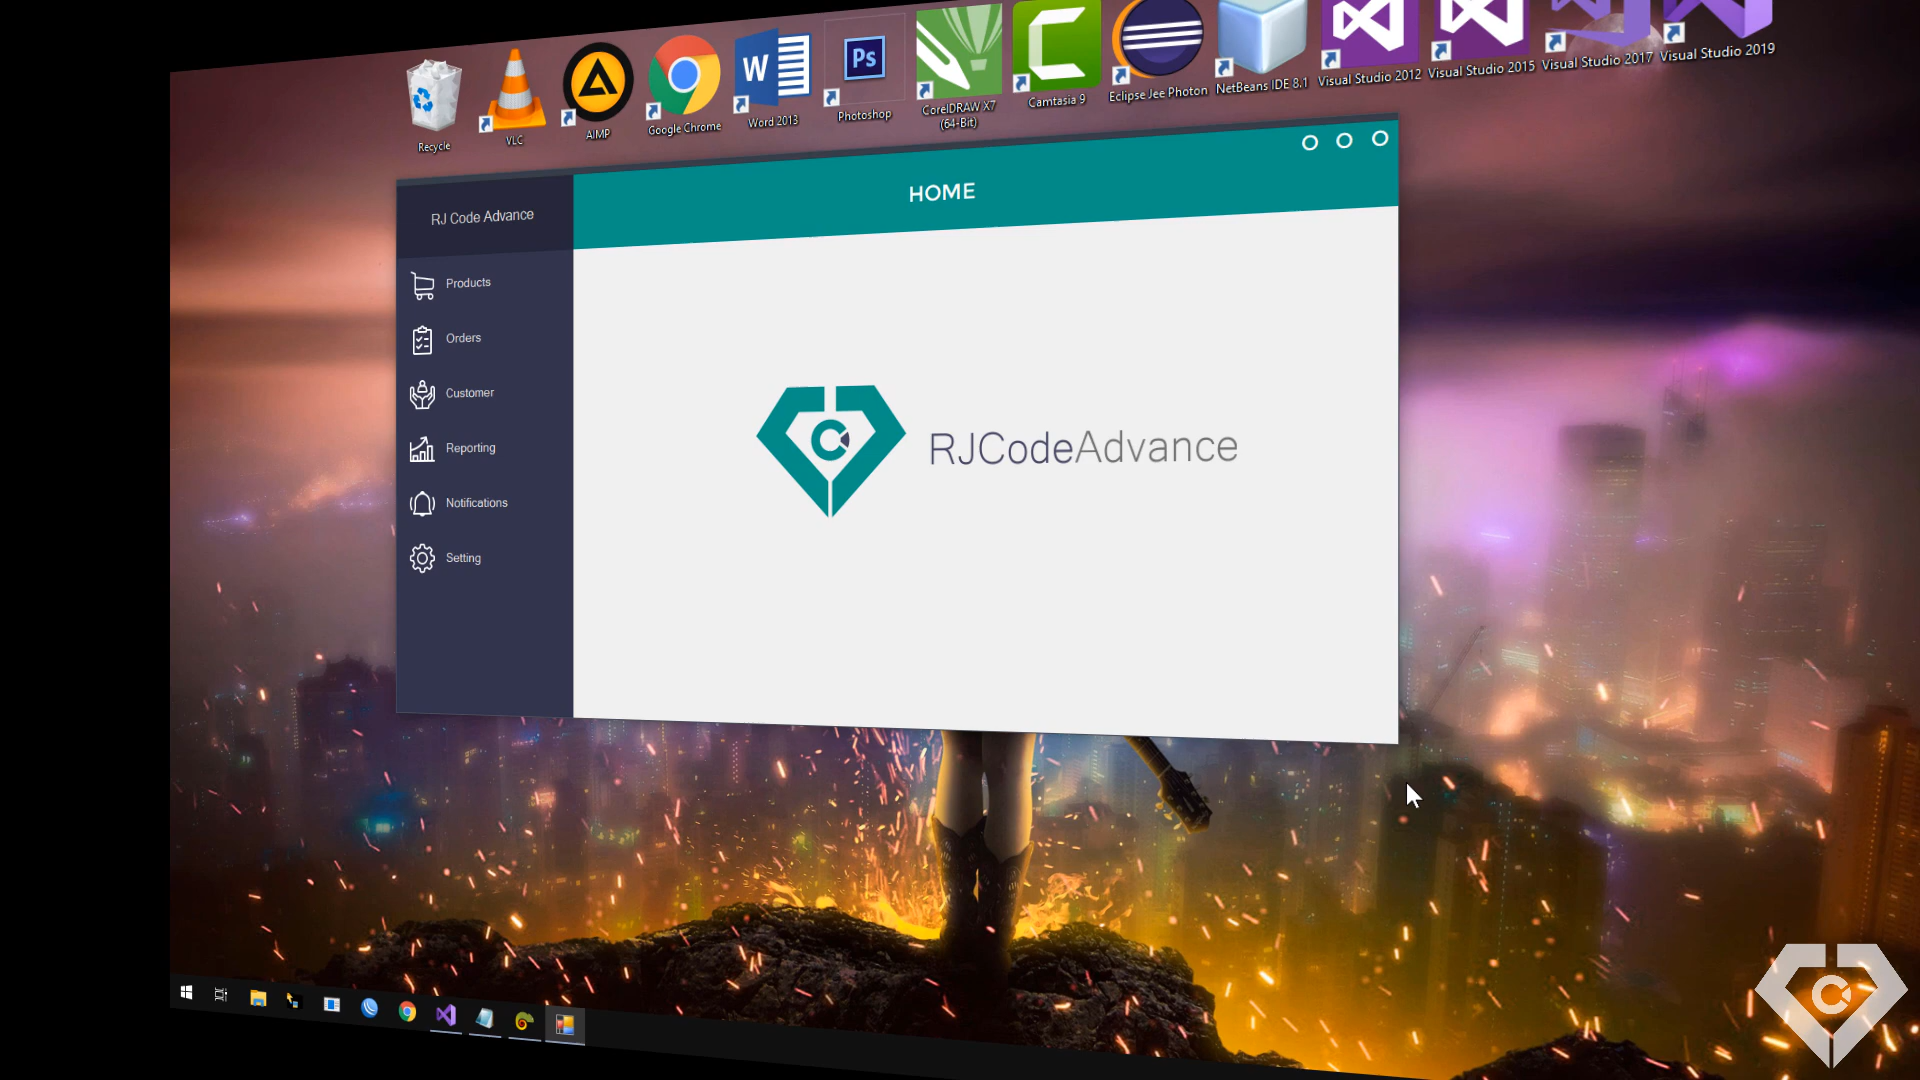 Recycle
VLC
AIMP
Google Chrome
W
Word 2013
Ps
Photoshop
CorelDRAW X7
(64-Bit)
Camtasia 9
Eclipse Jee Photon
NetBeans IDE 8.1
Visual Studio 2012
Visual Studio 2015
Visual Studio 2017
Visual Studio 2019
RJ Code Advance
HOME
Products
Orders
Customer
Reporting
Notifications
Setting
RJCodeAdvance